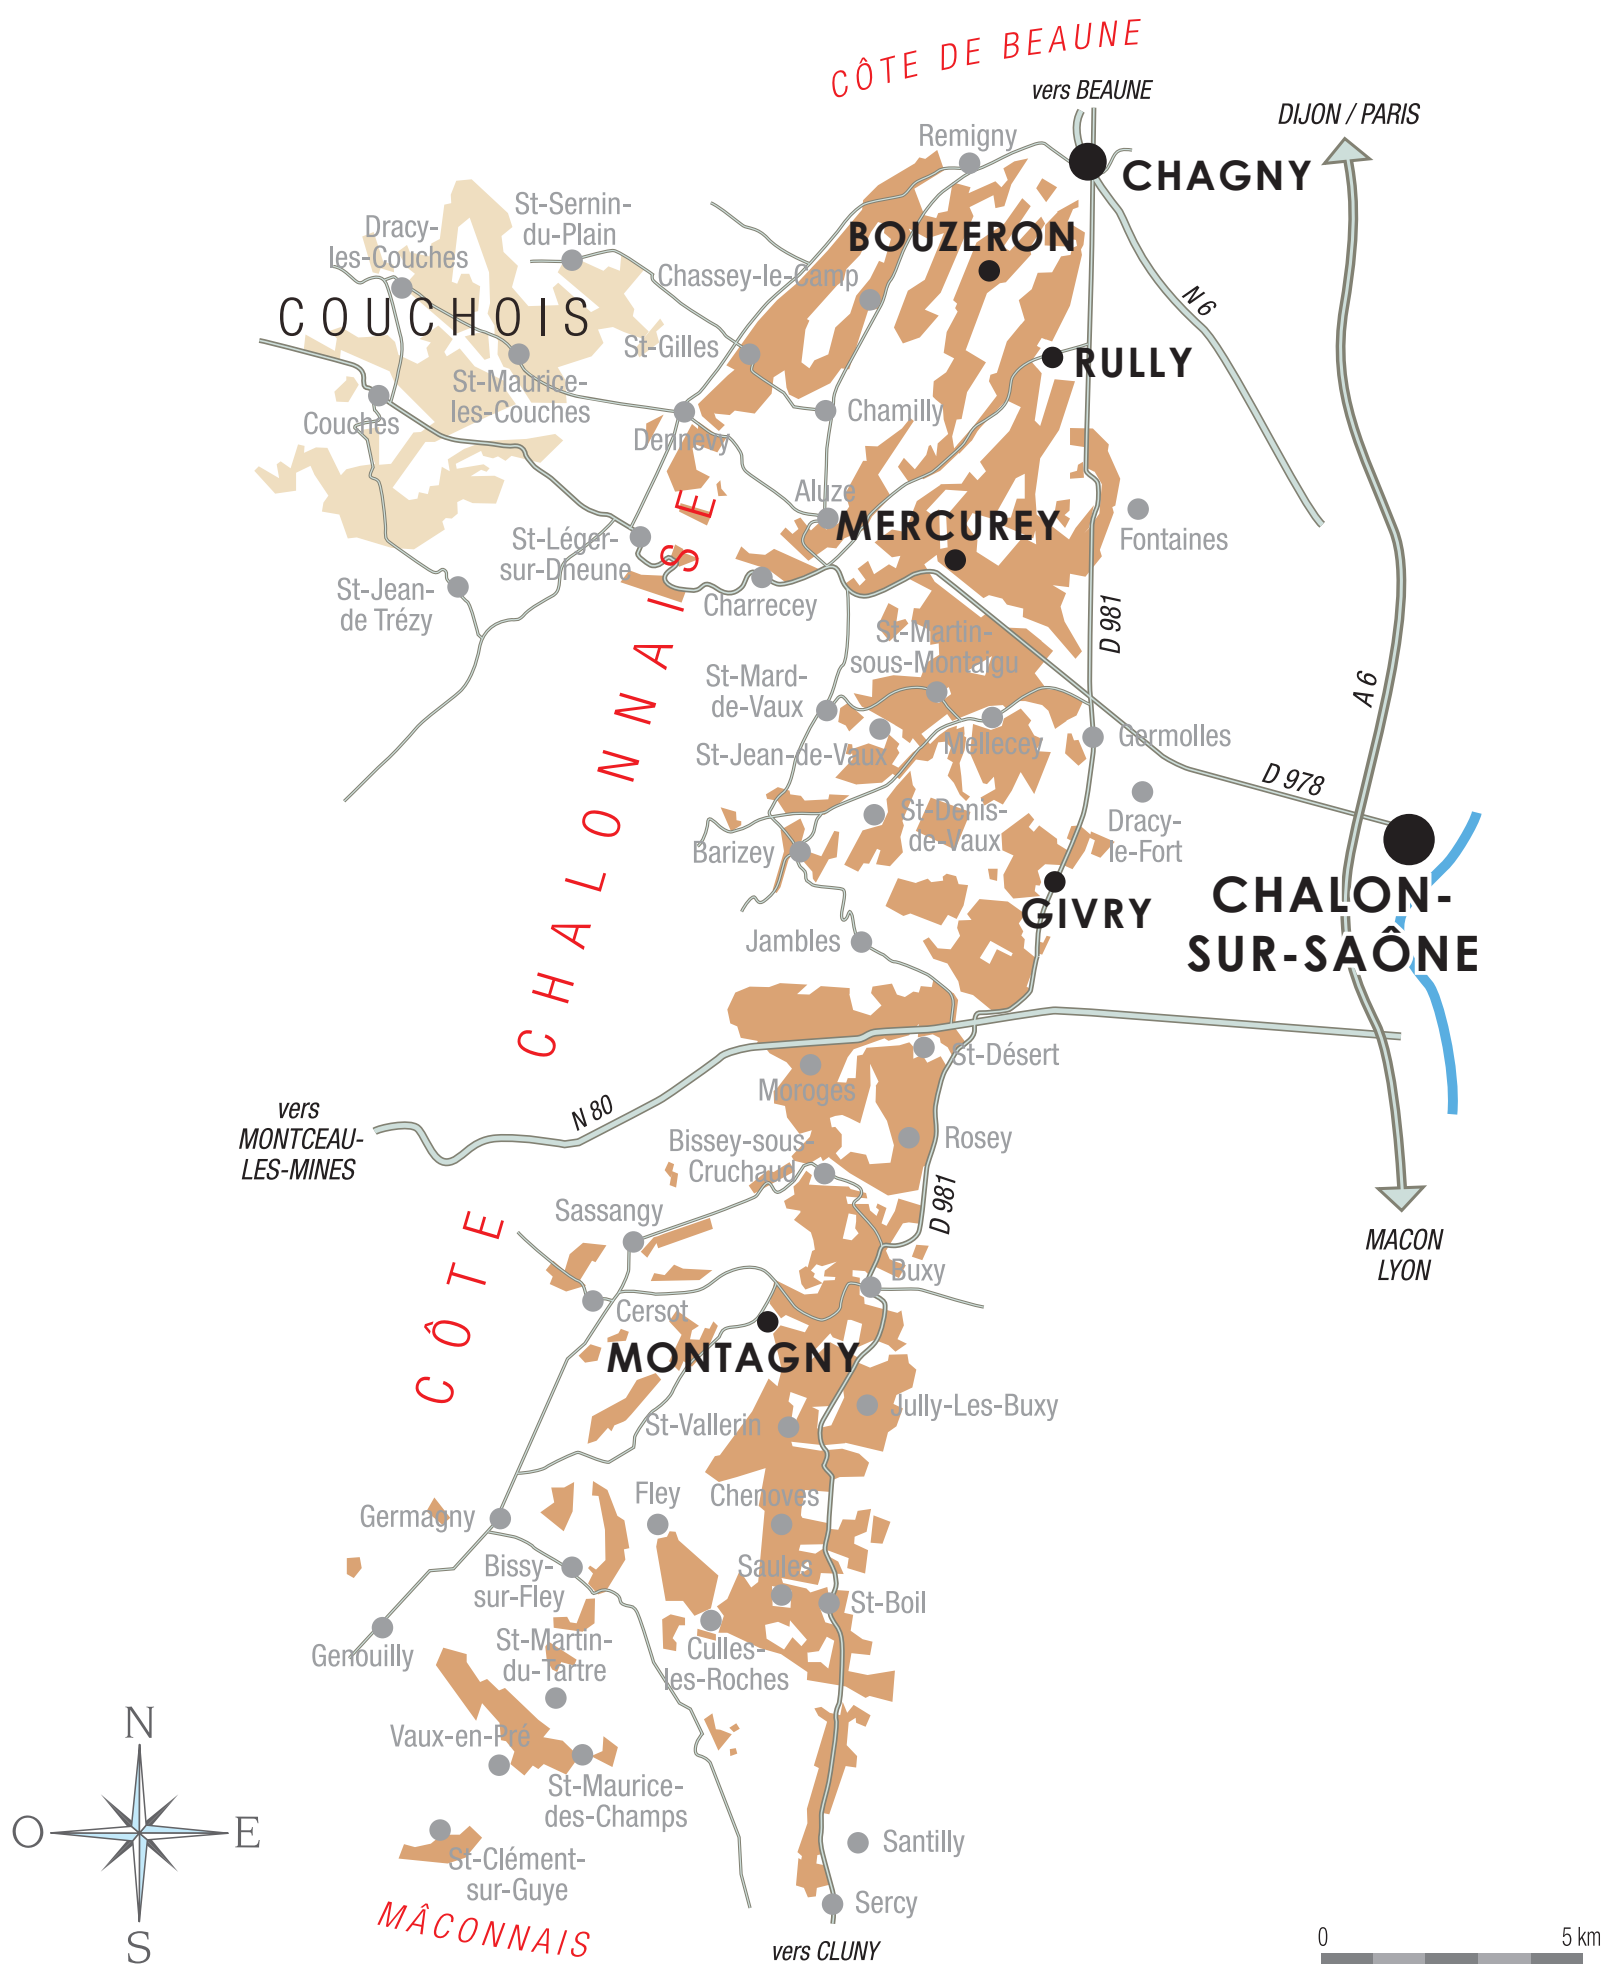 CÔTE DE BEAUNE
vers BEAUNE
DIJON / PARIS
Remigny
CHAGNY
St-Sernin-
du-Plain
Dracy-
les-Couches
BOUZERON
Chassey-le-Camp
COUCHOIS
N 6
St-Gilles
RULLY
St-Maurice-
les-Couches
Couches
Chamilly
Dennevy
Aluze
MERCUREY
Fontaines
St-Léger-
sur-Dheune
St-Jean-
de Trézy
Charrecey
D 981
St-Martin-
sous-Montaigu
St-Mard-
de-Vaux
A 6
St-Jean-de-Vaux
Mellecey
Germolles
D 978
St-Denis-
de-Vaux
Dracy-
le-Fort
Barizey
GIVRY
CHALON-
SUR-SAÔNE
Jambles
CÔTE CHALONNAISE
St-Désert
Moroges
N 80
vers
MONTCEAU-
LES-MINES
Bissey-sous-
Cruchaud
Rosey
D 981
Sassangy
MACON
LYON
Buxy
Cersot
MONTAGNY
Jully-Les-Buxy
St-Vallerin
Fley
Chenoves
Germagny
Bissy-
sur-Fley
Saules
St-Boil
Genouilly
St-Martin-
du-Tartre
Culles-
les-Roches
Vaux-en-Pré
St-Maurice-
des-Champs
N
O
E
S
St-Clément-
sur-Guye
Santilly
Sercy
MÂCONNAIS
vers CLUNY
0
5 km